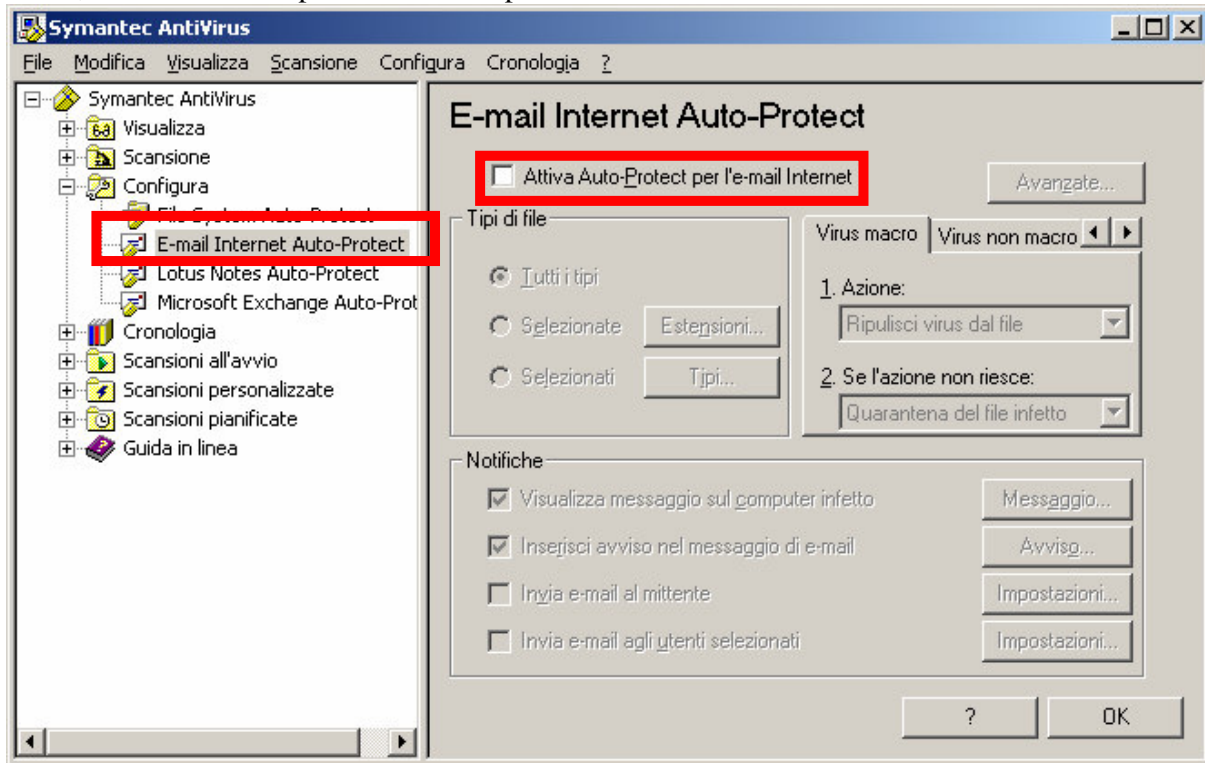 Symantec AntiVirus
File Modifica Visualizza Scansione Configura Cronologia ?
Symantec AntiVirus
Visualizza
Scansione
Configura
File System Auto-Protect
E-mail Internet Auto-Protect
Lotus Notes Auto-Protect
Microsoft Exchange Auto-Prot
Cronologia
Scansioni all'avvio
Scansioni personalizzate
Scansioni pianificate
Guida in linea
E-mail Internet Auto-Protect
Attiva Auto-Protect per l'e-mail Internet
Avanzate...
Tipi di file
Tutti i tipi
Selezionate Estensioni...
Selezionati Tipi...
Virus macro Virus non macro
1. Azione:
Ripulisci virus dal file
2. Se l'azione non riesce:
Quarantena del file infetto
Notifiche
Visualizza messaggio sul computer infetto Messaggio...
Inserisci avviso nel messaggio di e-mail Avviso...
Invia e-mail al mittente Impostazioni...
Invia e-mail agli utenti selezionati Impostazioni...
? OK